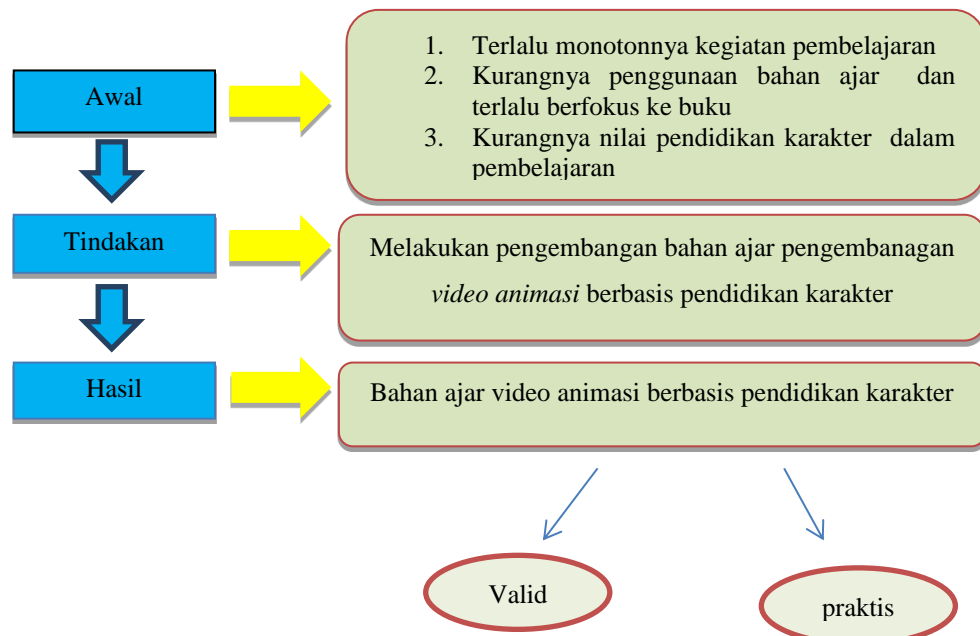 Awal
1. Terlalu monotonnya kegiatan pembelajaran
2. Kurangnya penggunaan bahan ajar dan
terlalu berfokus ke buku
3. Kurangnya nilai pendidikan karakter dalam
pembelajaran
Tindakan
Melakukan pengembangan bahan ajar pengembanagan
video animasi berbasis pendidikan karakter
Hasil
Bahan ajar video animasi berbasis pendidikan karakter
Valid
praktis